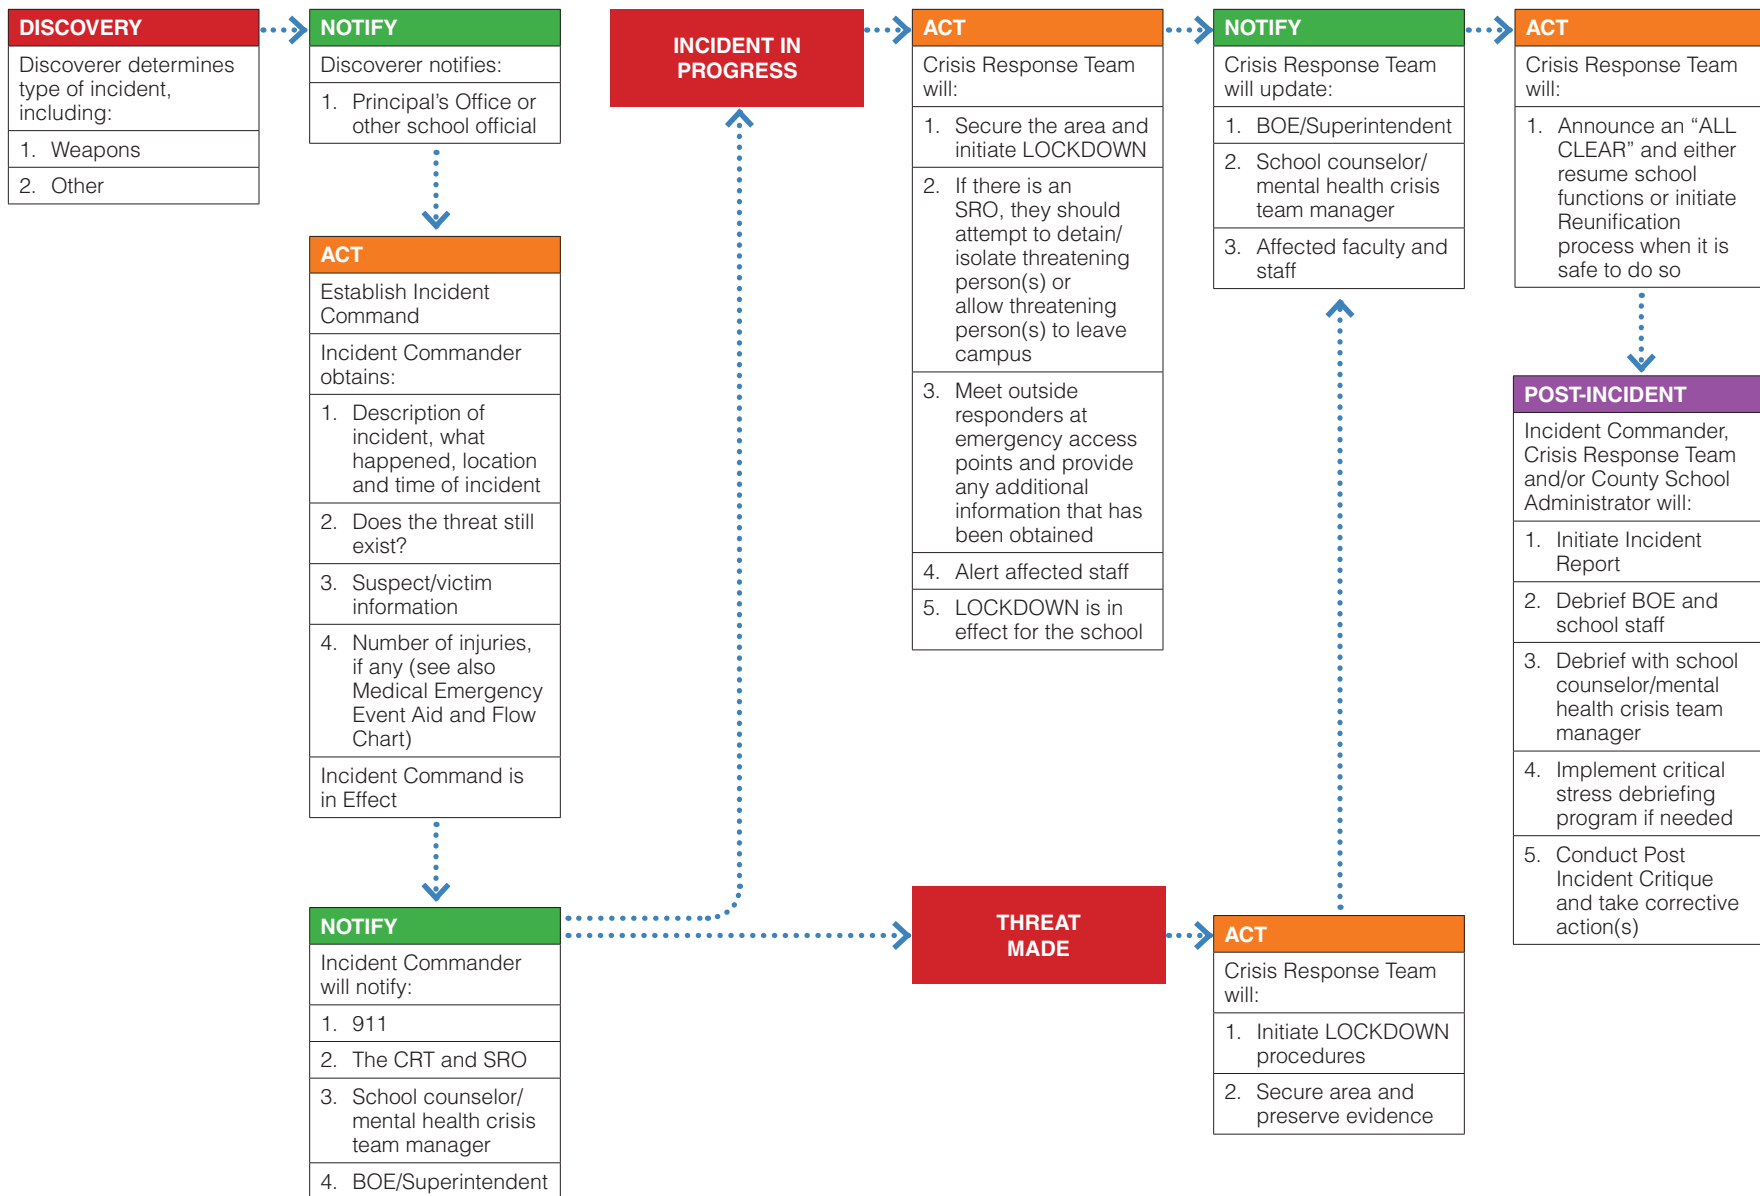 DISCOVERY
Discoverer determines
type of incident,
including:
1. Weapons
2. Other
NOTIFY
Discoverer notifies:
1. Principal’s Office or
other school official
ACT
Establish Incident
Command
Incident Commander
obtains:
1. Description of
incident, what
happened, location
and time of incident
2. Does the threat still
exist?
3. Suspect/victim
information
4. Number of injuries,
if any (see also
Medical Emergency
Event Aid and Flow
Chart)
Incident Command is
in Effect
NOTIFY
Incident Commander
will notify:
1. 911
2. The CRT and SRO
3. School counselor/
mental health crisis
team manager
4. BOE/Superintendent
INCIDENT IN
PROGRESS
ACT
Crisis Response Team
will:
1. Secure the area and
initiate LOCKDOWN
2. If there is an
SRO, they should
attempt to detain/
isolate threatening
person(s) or
allow threatening
person(s) to leave
campus
3. Meet outside
responders at
emergency access
points and provide
any additional
information that has
been obtained
4. Alert affected staff
5. LOCKDOWN is in
effect for the school
THREAT
MADE
ACT
Crisis Response Team
will:
1. Initiate LOCKDOWN
procedures
2. Secure area and
preserve evidence
NOTIFY
Crisis Response Team
will update:
1. BOE/Superintendent
2. School counselor/
mental health crisis
team manager
3. Affected faculty and
staff
ACT
Crisis Response Team
will:
1. Announce an “ALL
CLEAR” and either
resume school
functions or initiate
Reunification
process when it is
safe to do so
POST-INCIDENT
Incident Commander,
Crisis Response Team
and/or County School
Administrator will:
1. Initiate Incident
Report
2. Debrief BOE and
school staff
3. Debrief with school
counselor/mental
health crisis team
manager
4. Implement critical
stress debriefing
program if needed
5. Conduct Post
Incident Critique
and take corrective
action(s)